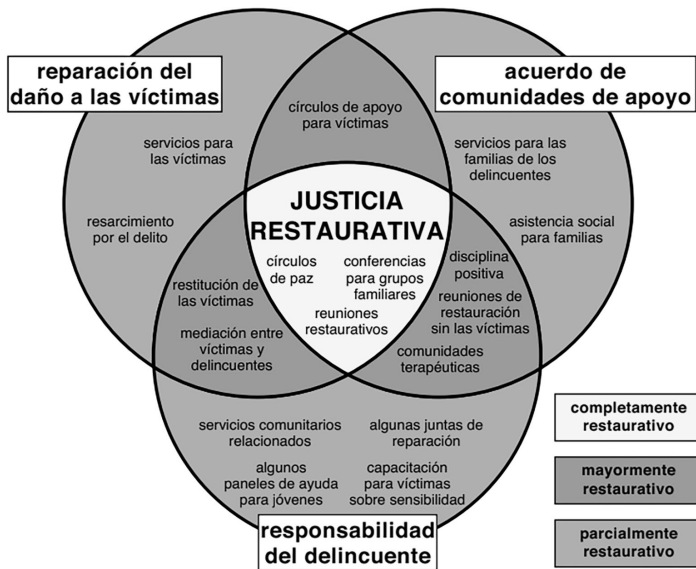 reparación del
daño a las víctimas
acuerdo de
comunidades de apoyo
círculos de apoyo
para víctimas
servicios para
las víctimas
servicios para las
familias de los
delincuentes
resarcimiento
por el delito
asistencia social
para familias
JUSTICIA
RESTAURATIVA
círculos
de paz
conferencias
para grupos
familiares
reuniones
restaurativos
restitución de
las víctimas
mediación entre
víctimas y
delincuentes
disciplina
positiva
reuniones de
restauración
sin las víctimas
comunidades
terapéuticas
servicios comunitarios
relacionados
algunas juntas de
reparación
algunos
paneles de ayuda
para jóvenes
capacitación
para víctimas
sobre sensibilidad
responsabilidad
del delincuente
completamente
restaurativo
mayormente
restaurativo
parcialmente
restaurativo